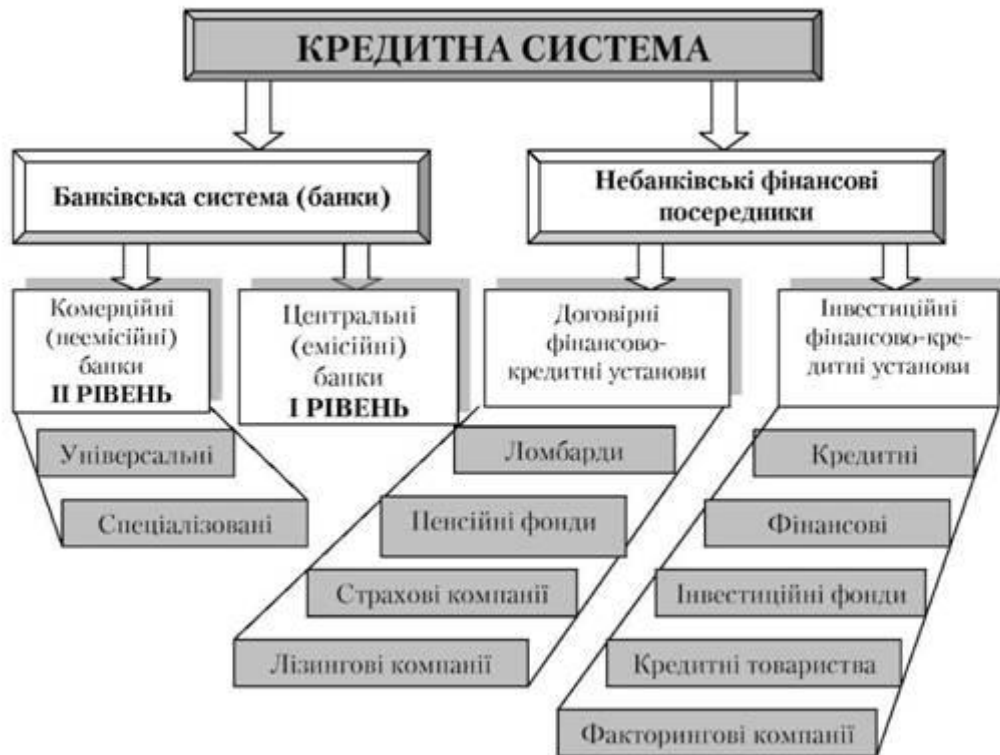 КРЕДИТНА СИСТЕМА
Банківська система (банки)
Небанківські фінансові
посередники
Комерційні
(неемісійні)
банки
ІІ РІВЕНЬ
Центральні
(емісійні)
банки
І РІВЕНЬ
Договірні
фінансово-
кредитні установи
Інвестиційні
фінансово-кре-
дитні установи
Універсальні
Спеціалізовані
Ломбарди
Пенсійні фонди
Страхові компанії
Лізингові компанії
Кредитні
Фінансові
Інвестиційні фонди
Кредитні товариства
Факторингові компанії